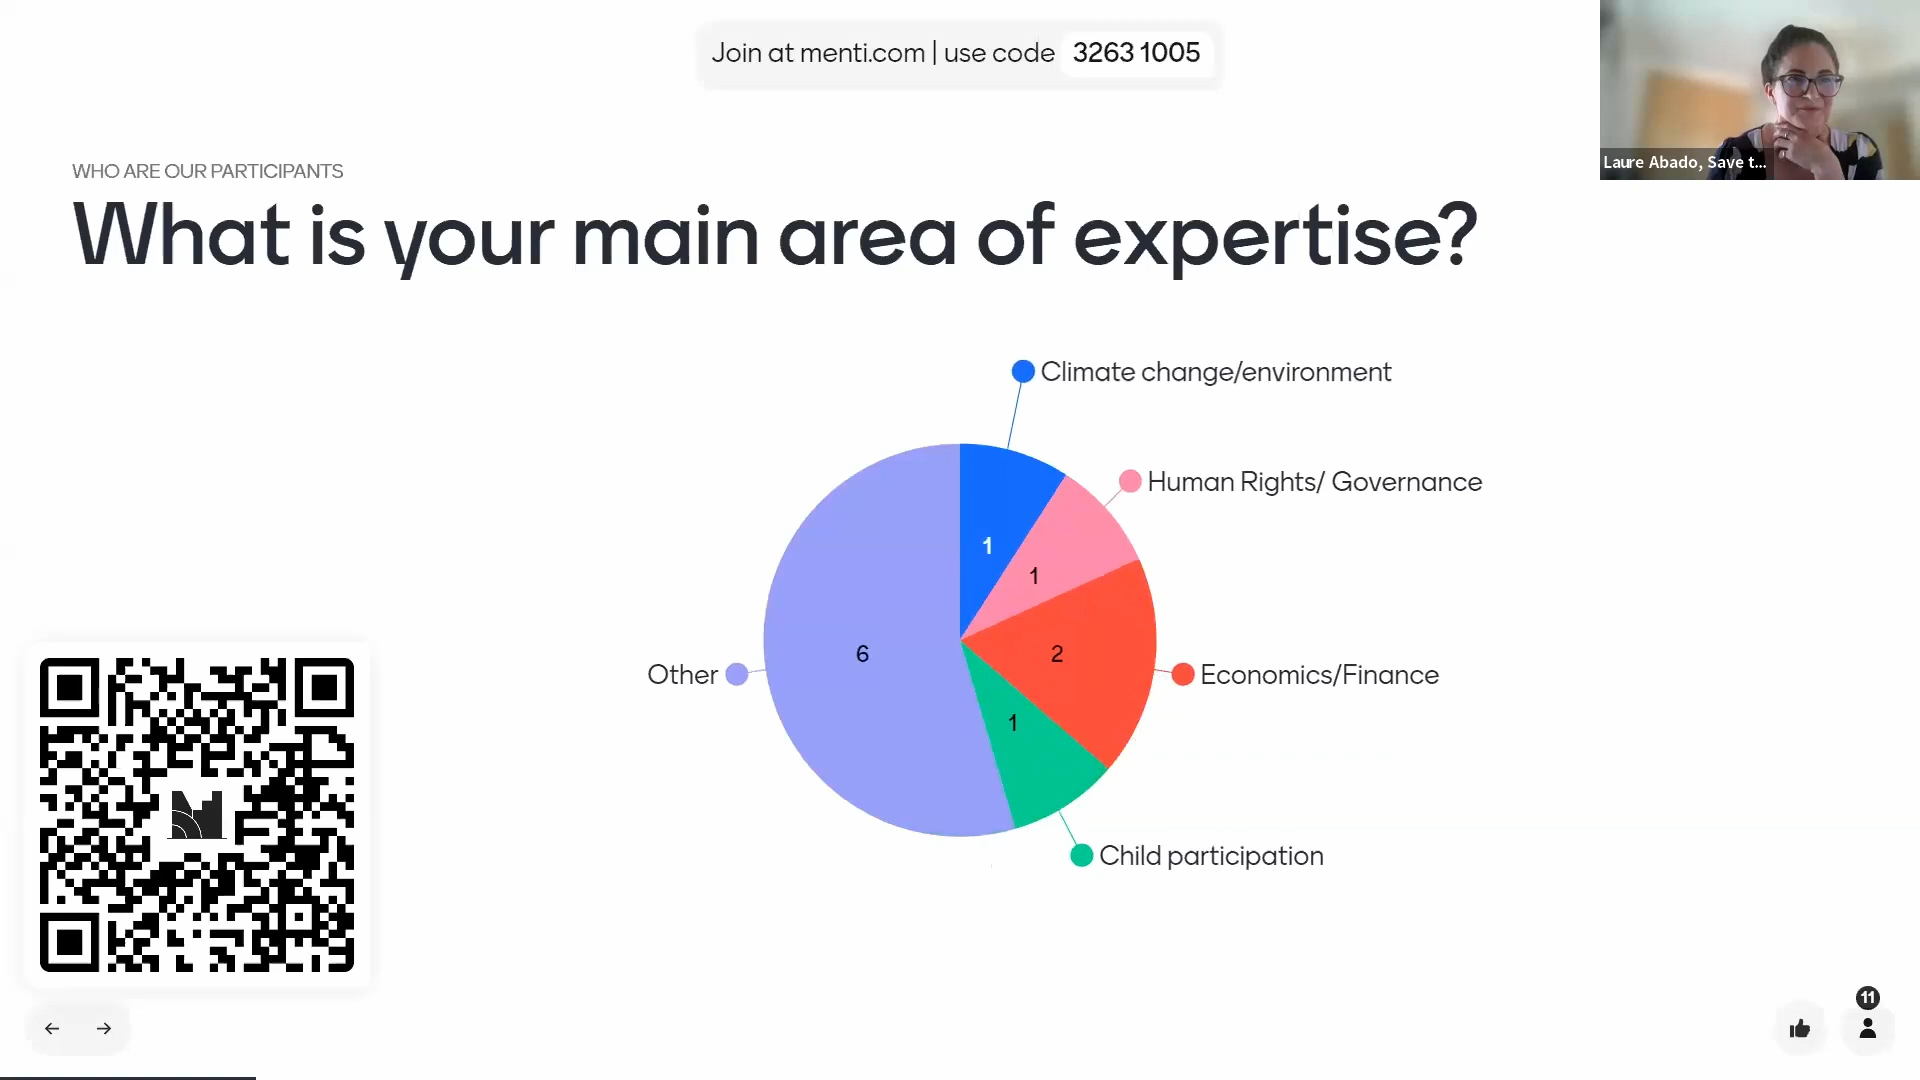 Join at menti.com | use code 3263 1005
Laure Abado, Save t...
WHO ARE OUR PARTICIPANTS
What is your main area of expertise?
Climate change/environment
Human Rights/ Governance
1
1
Other
6
2
Economics/Finance
1
Child participation
11